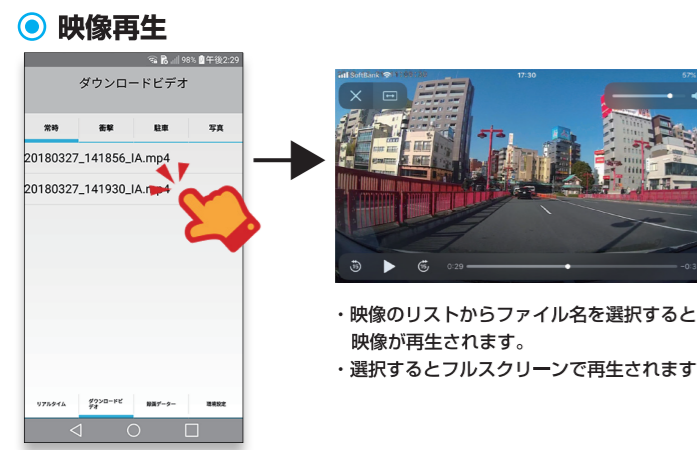 映像再生
98% 午後2:29
ダウンロードビデオ
常時 衝撃 駐車 写真
20180327_141856_IA.mp4
20180327_141930_IA.mp4
リアルタイム ダウンロードビデオ 録画データー 環境設定
SoftBank 17:30 57%
15 15 0:29 -0:3
・映像のリストからファイル名を選択すると
映像が再生されます。
・選択するとフルスクリーンで再生されます